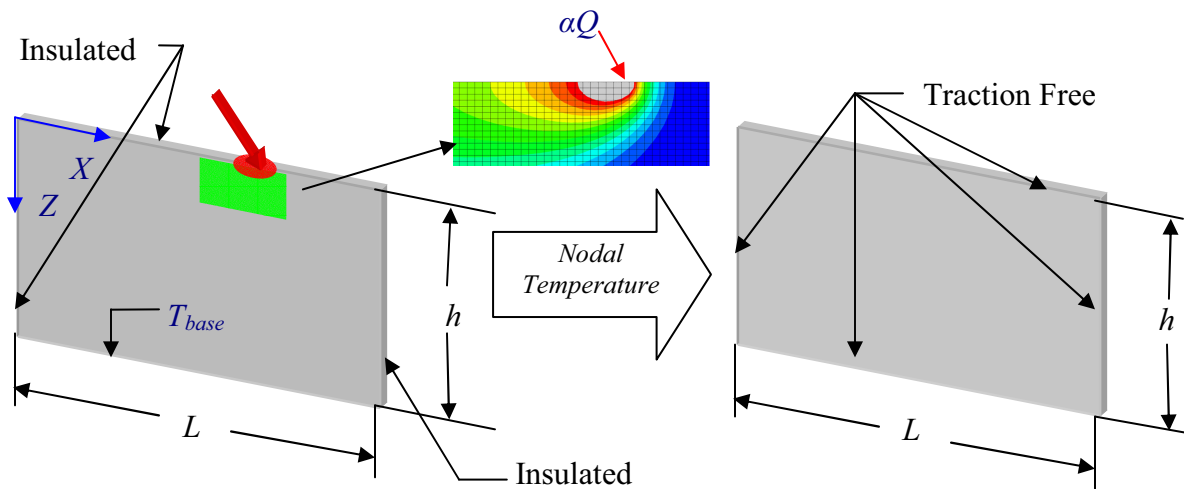 αQ
Insulated
Traction Free
X
Z
Nodal
Temperature
T_base
h
h
L
L
Insulated